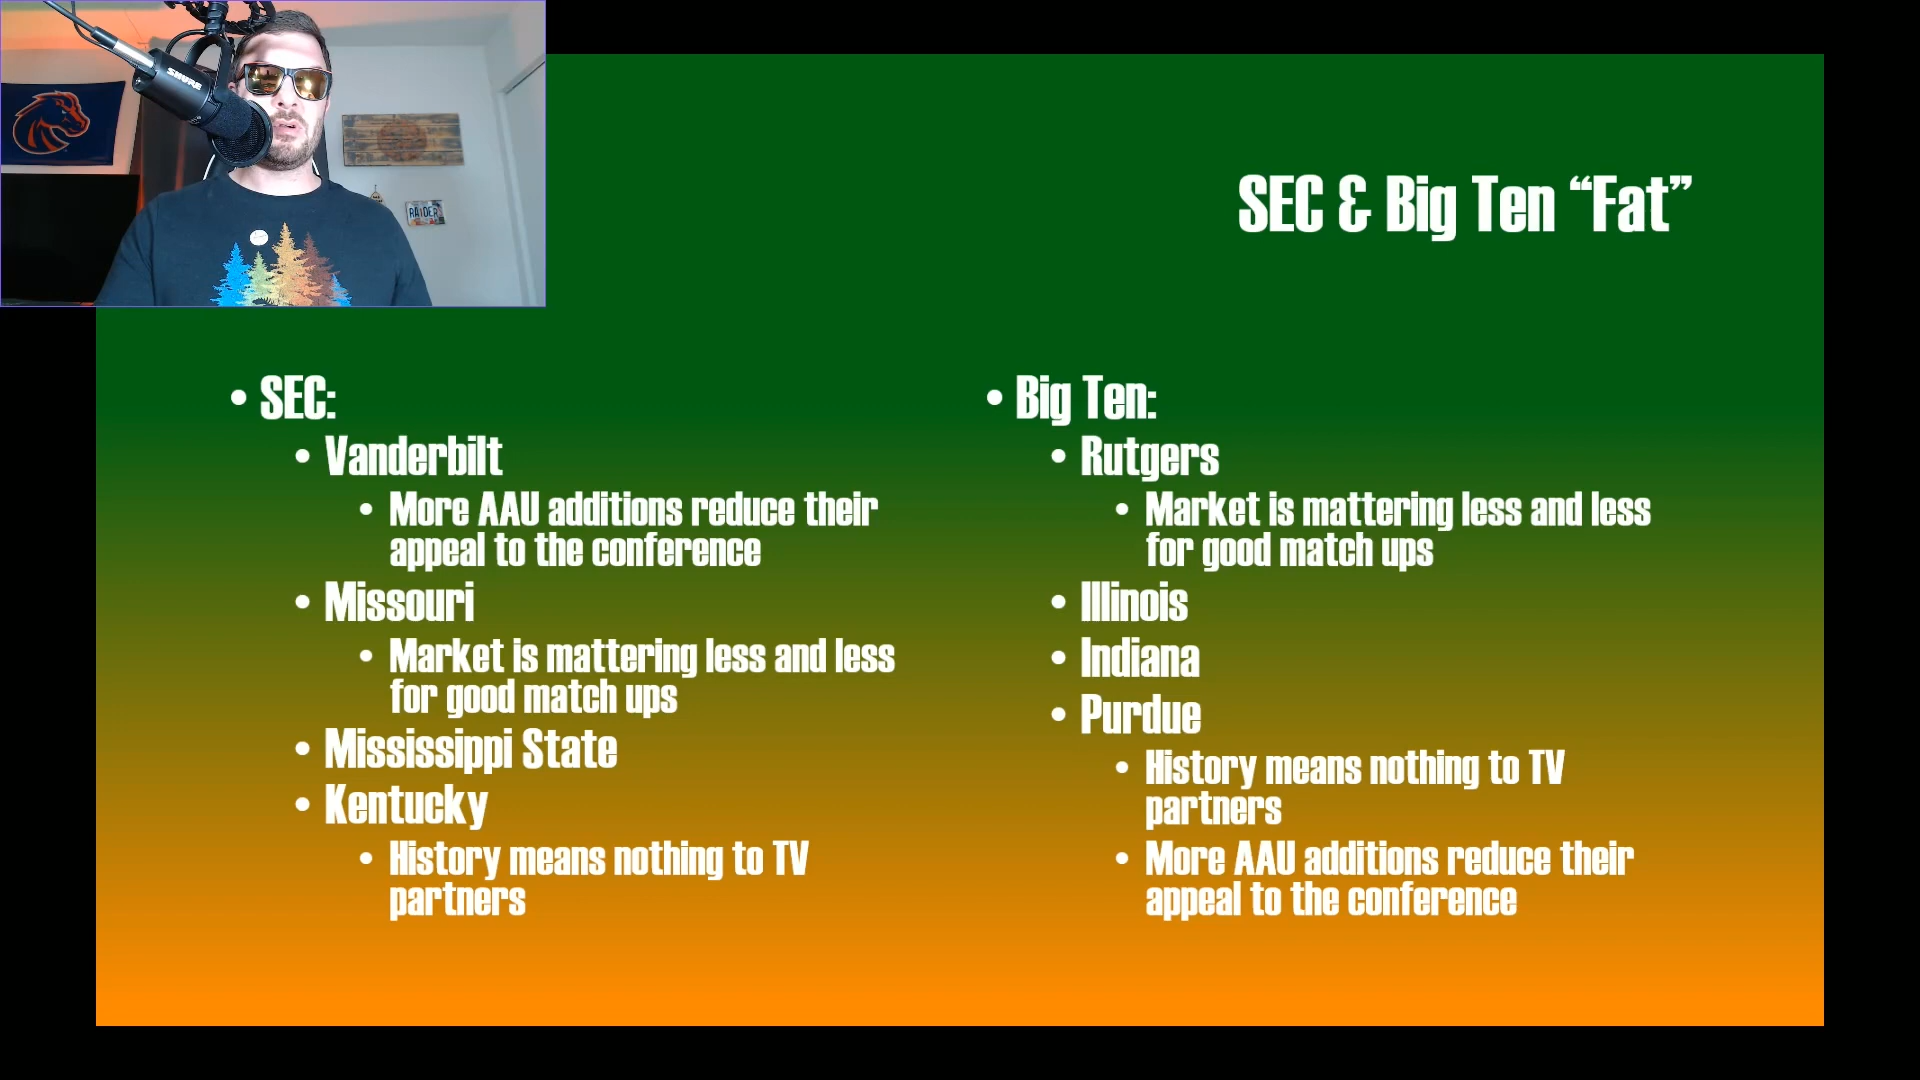 SHURE
RAIDER
SEC & Big Ten “Fat”
• SEC:
• Vanderbilt
• More AAU additions reduce their
appeal to the conference
• Missouri
• Market is mattering less and less
for good match ups
• Mississippi State
• Kentucky
• History means nothing to TV
partners
• Big Ten:
• Rutgers
• Market is mattering less and less
for good match ups
• Illinois
• Indiana
• Purdue
• History means nothing to TV
partners
• More AAU additions reduce their
appeal to the conference